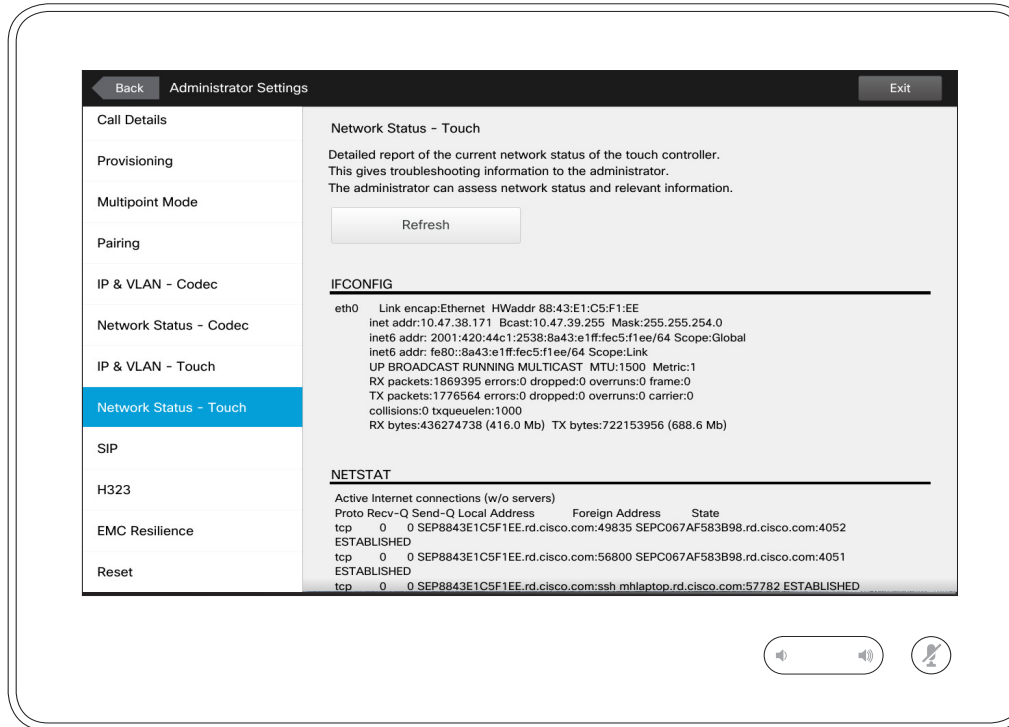 Back Administrator Settings Exit
Call Details
Provisioning
Multipoint Mode
Pairing
IP & VLAN - Codec
Network Status - Codec
IP & VLAN - Touch
Network Status - Touch
SIP
H323
EMC Resilience
Reset
Network Status - Touch
Detailed report of the current network status of the touch controller.
This gives troubleshooting information to the administrator.
The administrator can assess network status and relevant information.
Refresh
IFCONFIG
eth0 Link encap:Ethernet HWaddr 88:43:E1:C5:F1:EE
inet addr:10.47.38.171 Bcast:10.47.39.255 Mask:255.255.254.0
inet6 addr: 2001:420:44c1:2538:8a43:e1ff:fec5:f1ee/64 Scope:Global
inet6 addr: fe80::8a43:e1ff:fec5:f1ee/64 Scope:Link
UP BROADCAST RUNNING MULTICAST MTU:1500 Metric:1
RX packets:1869395 errors:0 dropped:0 overruns:0 frame:0
TX packets:1776564 errors:0 dropped:0 overruns:0 carrier:0
collisions:0 txqueuelen:1000
RX bytes:436274738 (416.0 Mb) TX bytes:722153956 (688.6 Mb)
NETSTAT
Active Internet connections (w/o servers)
Proto Recv-Q Send-Q Local Address Foreign Address State
tcp 0 0 SEP8843E1C5F1EE.rd.cisco.com:49835 SEPC067AF583B98.rd.cisco.com:4052
ESTABLISHED
tcp 0 0 SEP8843E1C5F1EE.rd.cisco.com:56800 SEPC067AF583B98.rd.cisco.com:4051
ESTABLISHED
tcp 0 0 SEP8843E1C5F1EE.rd.cisco.com:ssh mhlaptop.rd.cisco.com:57782 ESTABLISHED